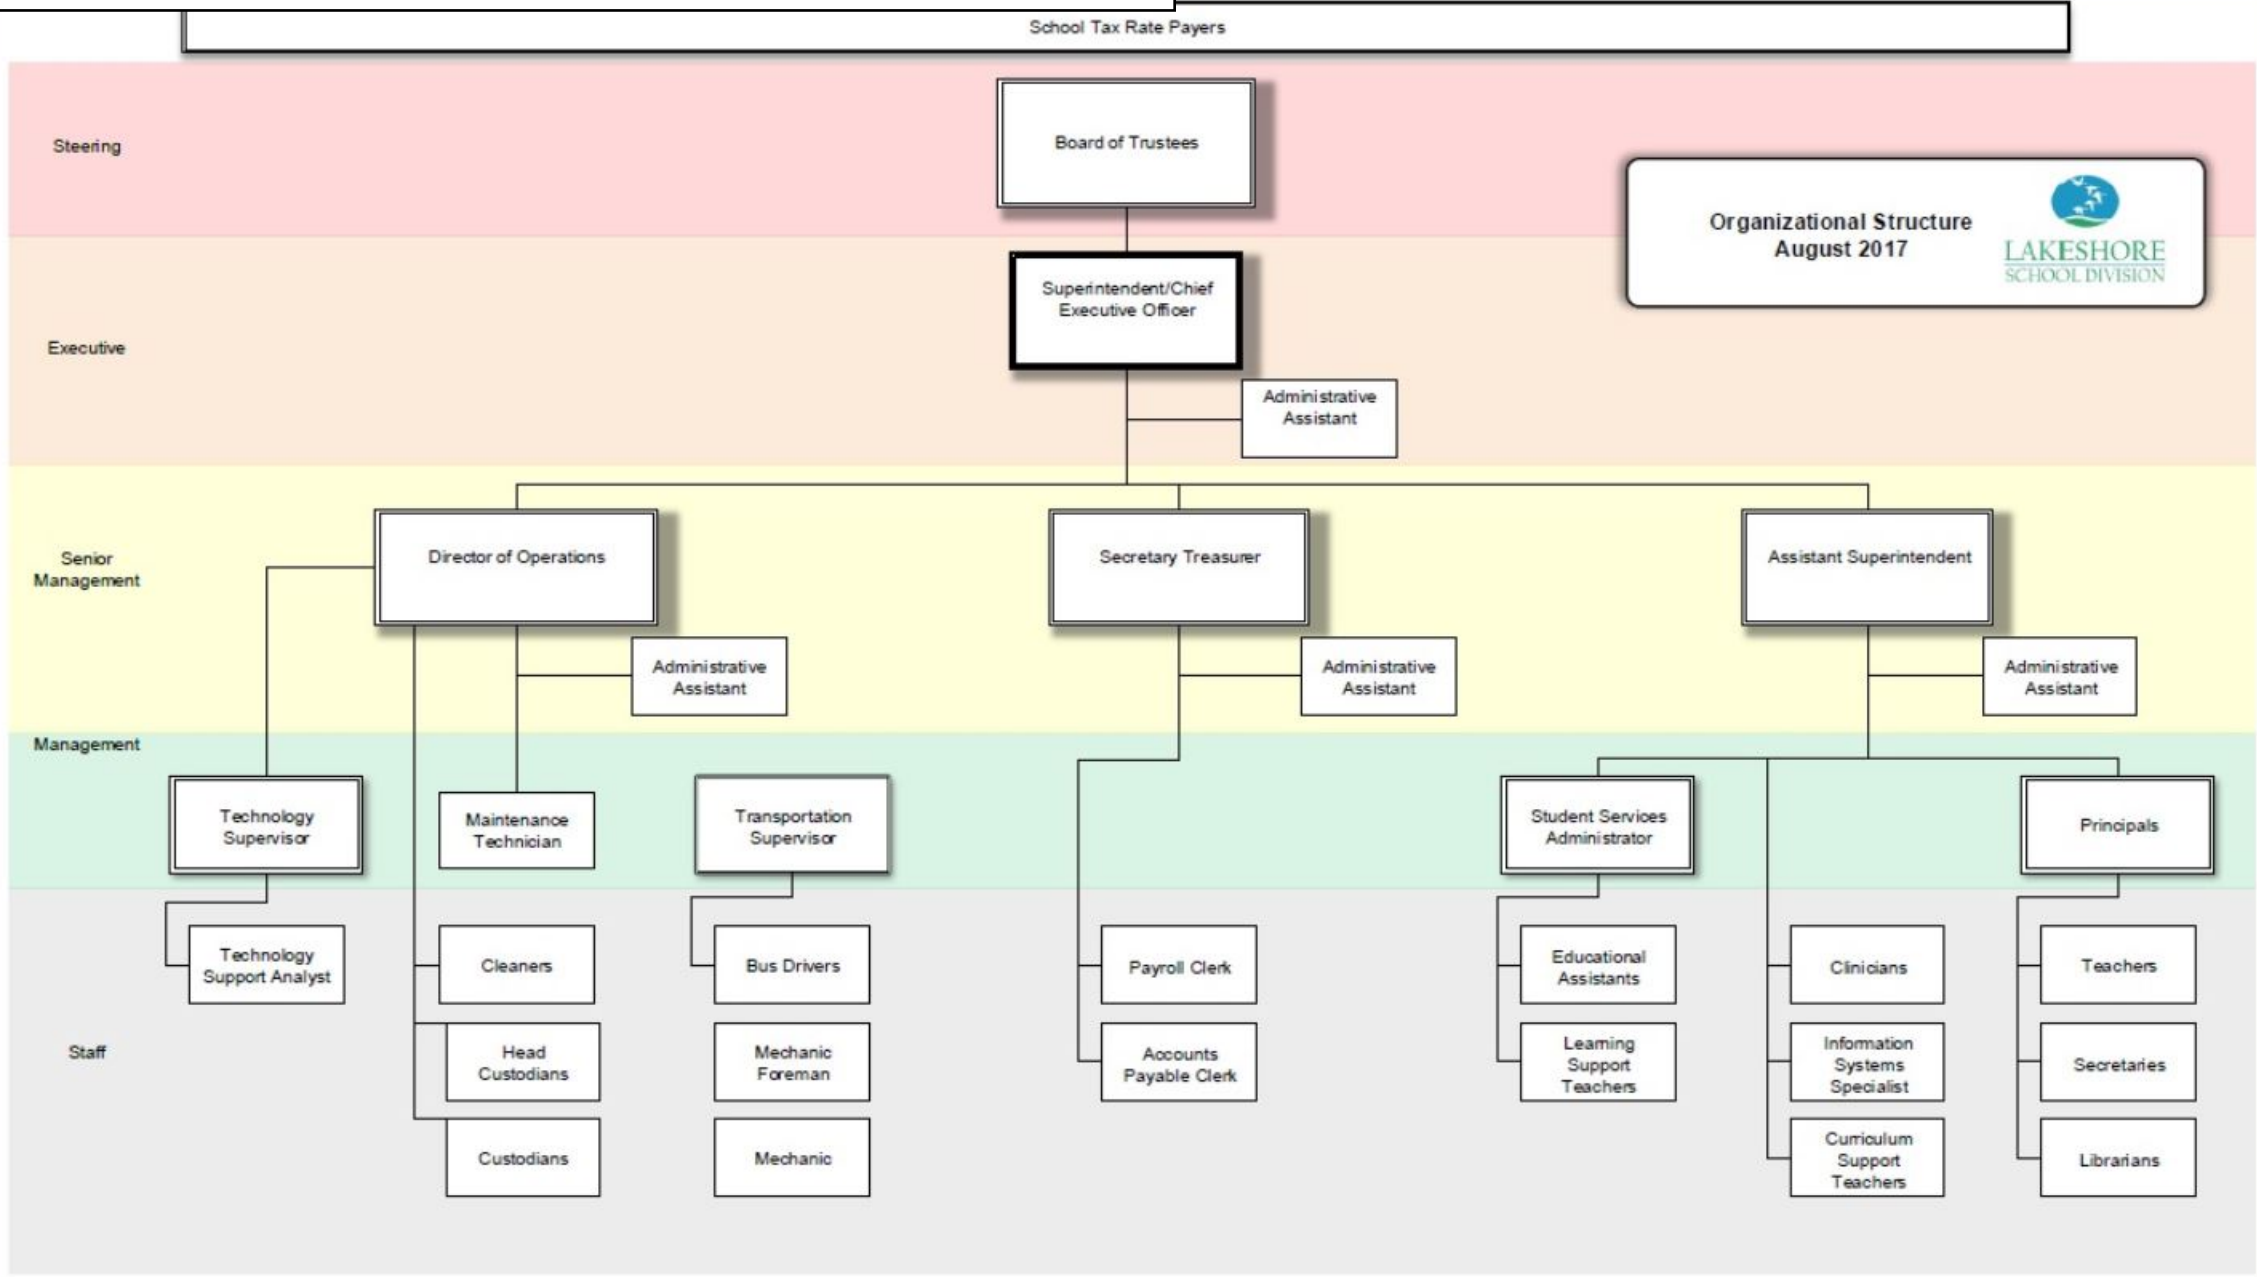 School Tax Rate Payers
Steering
Board of Trustees
Organizational Structure
August 2017
LAKESHORE
SCHOOL DIVISION
Executive
Superintendent/Chief
Executive Officer
Administrative
Assistant
Senior
Management
Director of Operations
Secretary Treasurer
Assistant Superintendent
Administrative
Assistant
Administrative
Assistant
Administrative
Assistant
Management
Technology
Supervisor
Maintenance
Technician
Transportation
Supervisor
Student Services
Administrator
Principals
Staff
Technology
Support Analyst
Cleaners
Bus Drivers
Payroll Clerk
Educational
Assistants
Clinicians
Teachers
Head
Custodians
Mechanic
Foreman
Accounts
Payable Clerk
Learning
Support
Teachers
Information
Systems
Specialist
Secretaries
Custodians
Mechanic
Curriculum
Support
Teachers
Librarians